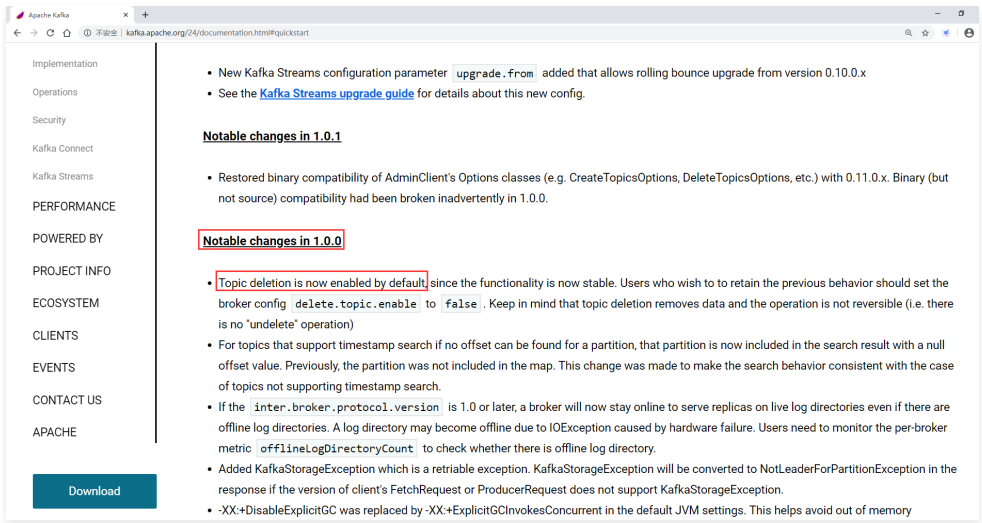 Apache Kafka
不安全 | kafka.apache.org/24/documentation.html#quickstart
Implementation
Operations
Security
Kafka Connect
Kafka Streams
PERFORMANCE
POWERED BY
PROJECT INFO
ECOSYSTEM
CLIENTS
EVENTS
CONTACT US
APACHE
Download
New Kafka Streams configuration parameter upgrade.from added that allows rolling bounce upgrade from version 0.10.0.x
See the Kafka Streams upgrade guide for details about this new config.
Notable changes in 1.0.1
Restored binary compatibility of AdminClient's Options classes (e.g. CreateTopicsOptions, DeleteTopicsOptions, etc.) with 0.11.0.x. Binary (but
not source) compatibility had been broken inadvertently in 1.0.0.
Notable changes in 1.0.0
Topic deletion is now enabled by default, since the functionality is now stable. Users who wish to to retain the previous behavior should set the
broker config delete.topic.enable to false . Keep in mind that topic deletion removes data and the operation is not reversible (i.e. there
is no "undelete" operation)
For topics that support timestamp search if no offset can be found for a partition, that partition is now included in the search result with a null
offset value. Previously, the partition was not included in the map. This change was made to make the search behavior consistent with the case
of topics not supporting timestamp search.
If the inter.broker.protocol.version is 1.0 or later, a broker will now stay online to serve replicas on live log directories even if there are
offline log directories. A log directory may become offline due to IOException caused by hardware failure. Users need to monitor the per-broker
metric offlineLogDirectoryCount to check whether there is offline log directory.
Added KafkaStorageException which is a retriable exception. KafkaStorageException will be converted to NotLeaderForPartitionException in the
response if the version of client's FetchRequest or ProducerRequest does not support KafkaStorageException.
-XX:+DisableExplicitGC was replaced by -XX:+ExplicitGCInvokesConcurrent in the default JVM settings. This helps avoid out of memory